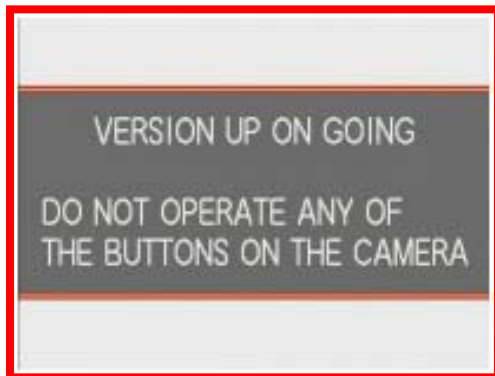 VERSION UP ON GOING
DO NOT OPERATE ANY OF
THE BUTTONS ON THE CAMERA